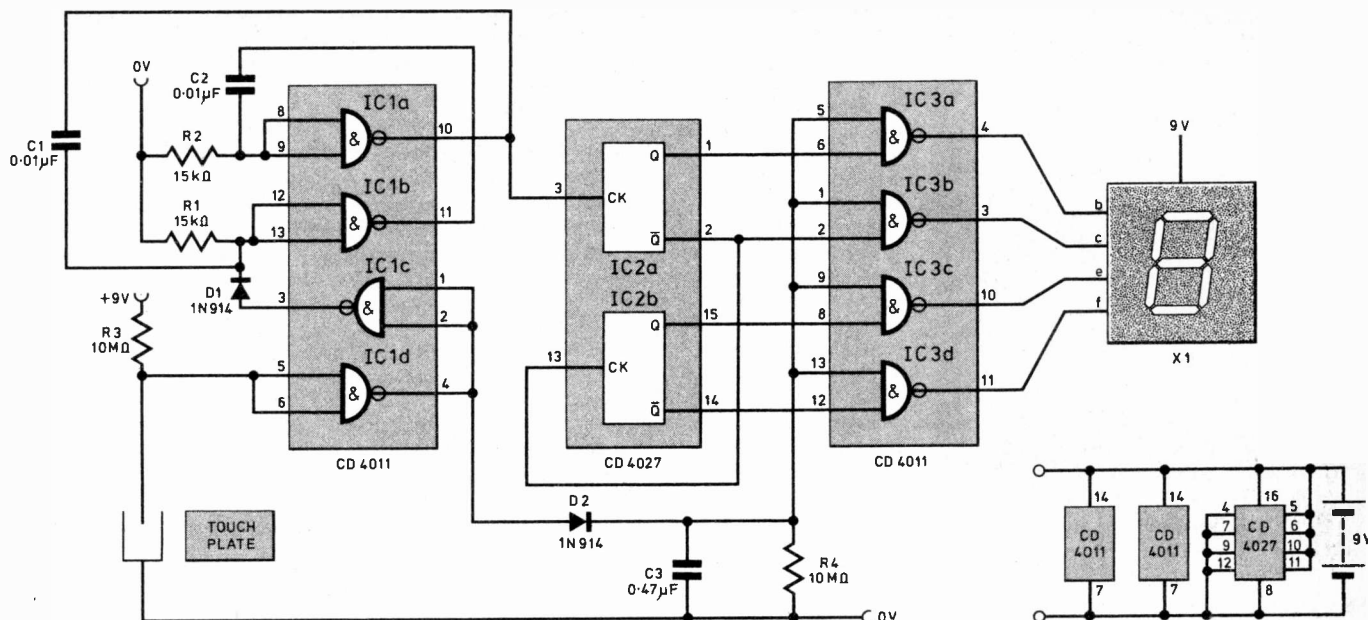 0V
C2
0·01µF
C1
0·01µF
R2
15kΩ
R1
15kΩ
D1
1N914
+9V
R3
10MΩ
TOUCH
PLATE
IC1a
8
9
&
10
IC1b
12
13
&
11
IC1c
3
&
1
2
IC1d
5
6
&
4
CD 4011
3
CK
Q
1
Q̅
2
IC2a
IC2b
13
CK
Q
15
Q̅
14
CD 4027
D2
1N914
C3
0·47µF
R4
10MΩ
0V
IC3a
5
6
&
4
IC3b
1
2
&
3
IC3c
9
8
&
10
IC3d
13
12
&
11
CD 4011
9V
b
c
e
f
X1
14
CD
4011
7
14
CD
4011
7
16
4
7
9
12
CD
4027
5
6
10
11
8
9V